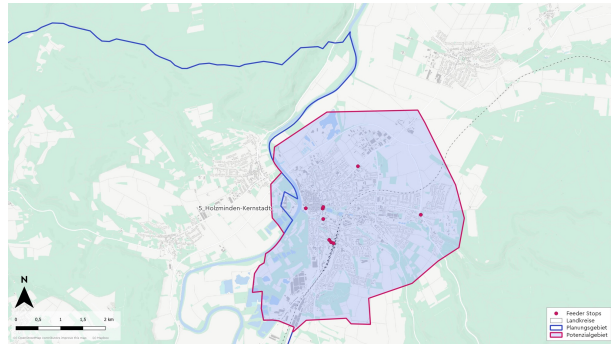 5_Holzminden-Kernstadt
N
0 0,5 1 1,5 2 km
Feeder Stops
Landkreise
Planungsgebiet
Potenzialgebiet